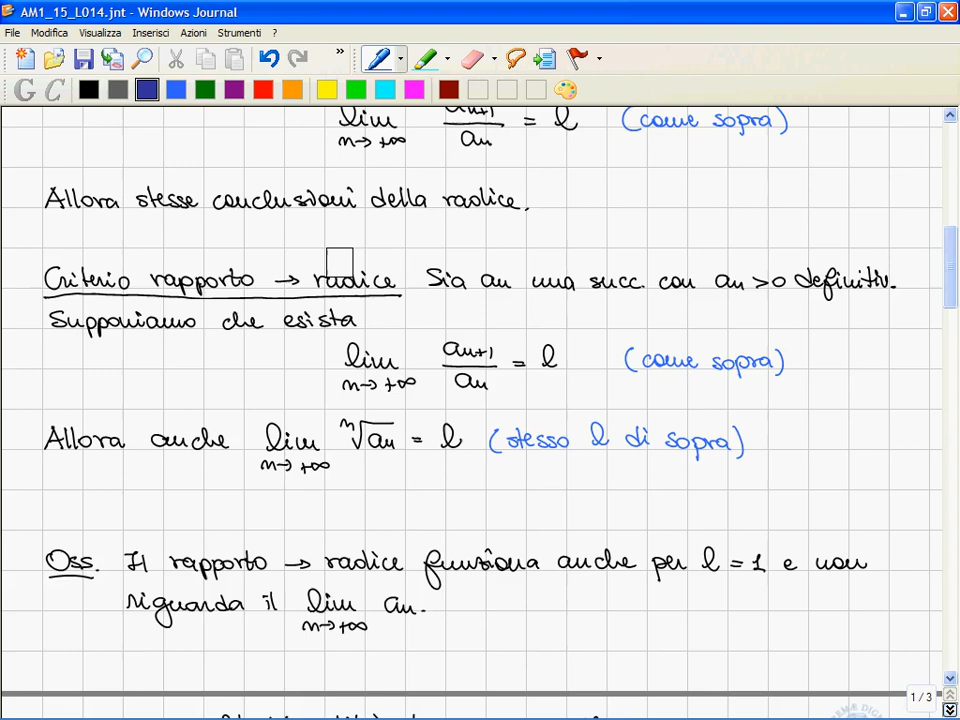 AM1_15_L014.jnt - Windows Journal
File Modifica Visualizza Inserisci Azioni Strumenti ?
G C
lim n→+∞ an+1/an = l (come sopra)
Allora stesse conclusioni della radice.
Criterio rapporto → radice Sia an una succ. con an > 0 definitiv.
Supponiamo che esista
lim n→+∞ an+1/an = l (come sopra)
Allora anche lim n→+∞ ⁿ√an = l (stesso l di sopra)
Oss. Il rapporto → radice funziona anche per l = 1 e non
riguarda il lim n→+∞ an.
1 / 3